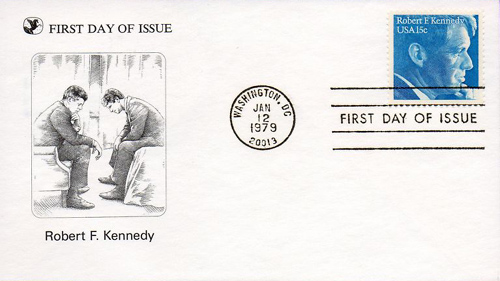 FIRST DAY OF ISSUE
Robert F. Kennedy
USA 15c
WASHINGTON, DC
JAN
12
1979
20013
FIRST DAY OF ISSUE
Robert F. Kennedy